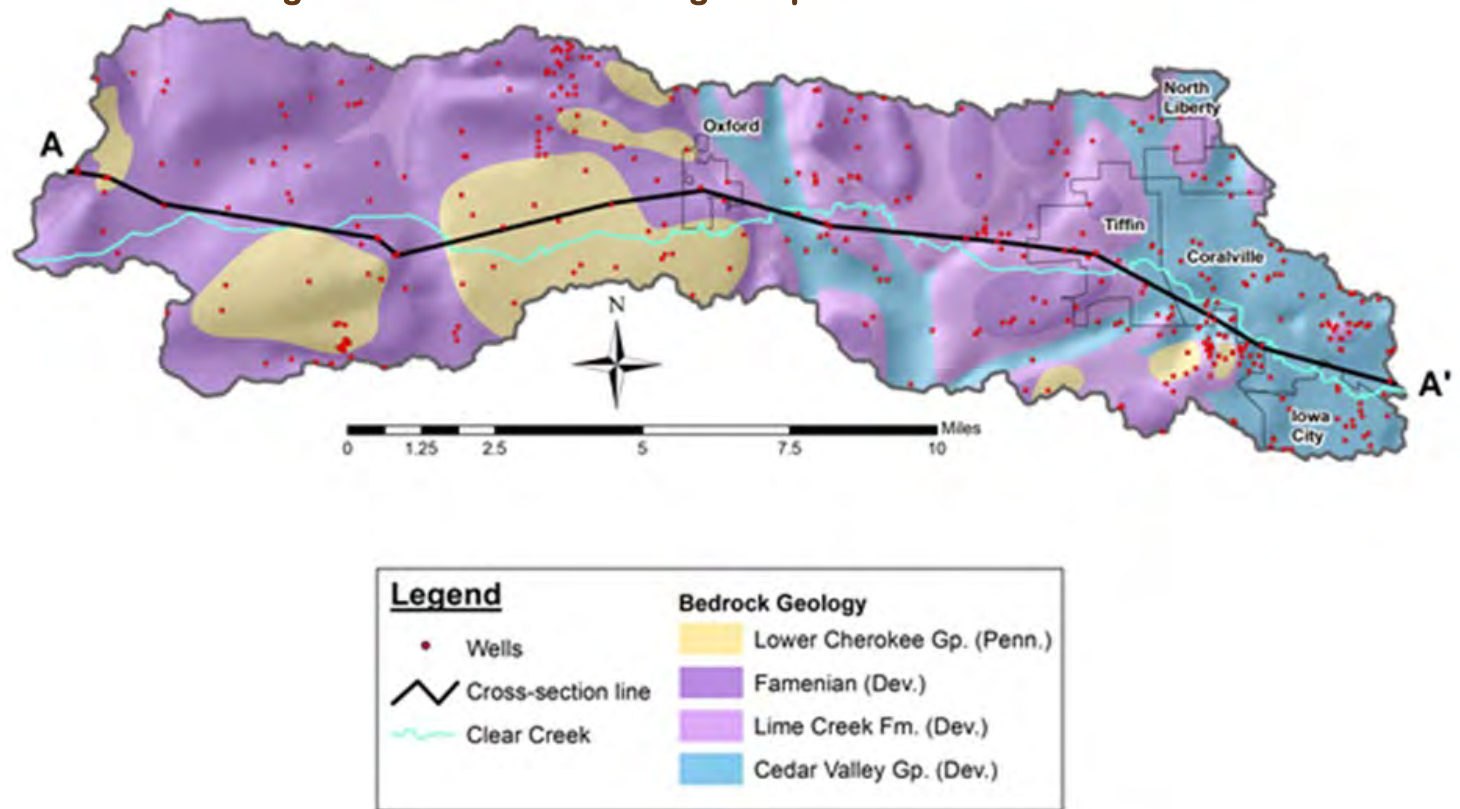 A
Oxford
North
Liberty
Tiffin
Coralville
A'
Iowa
City
N
Miles
0 1.25 2.5 5 7.5 10
Legend
Wells
Cross-section line
Clear Creek
Bedrock Geology
Lower Cherokee Gp. (Penn.)
Famenian (Dev.)
Lime Creek Fm. (Dev.)
Cedar Valley Gp. (Dev.)